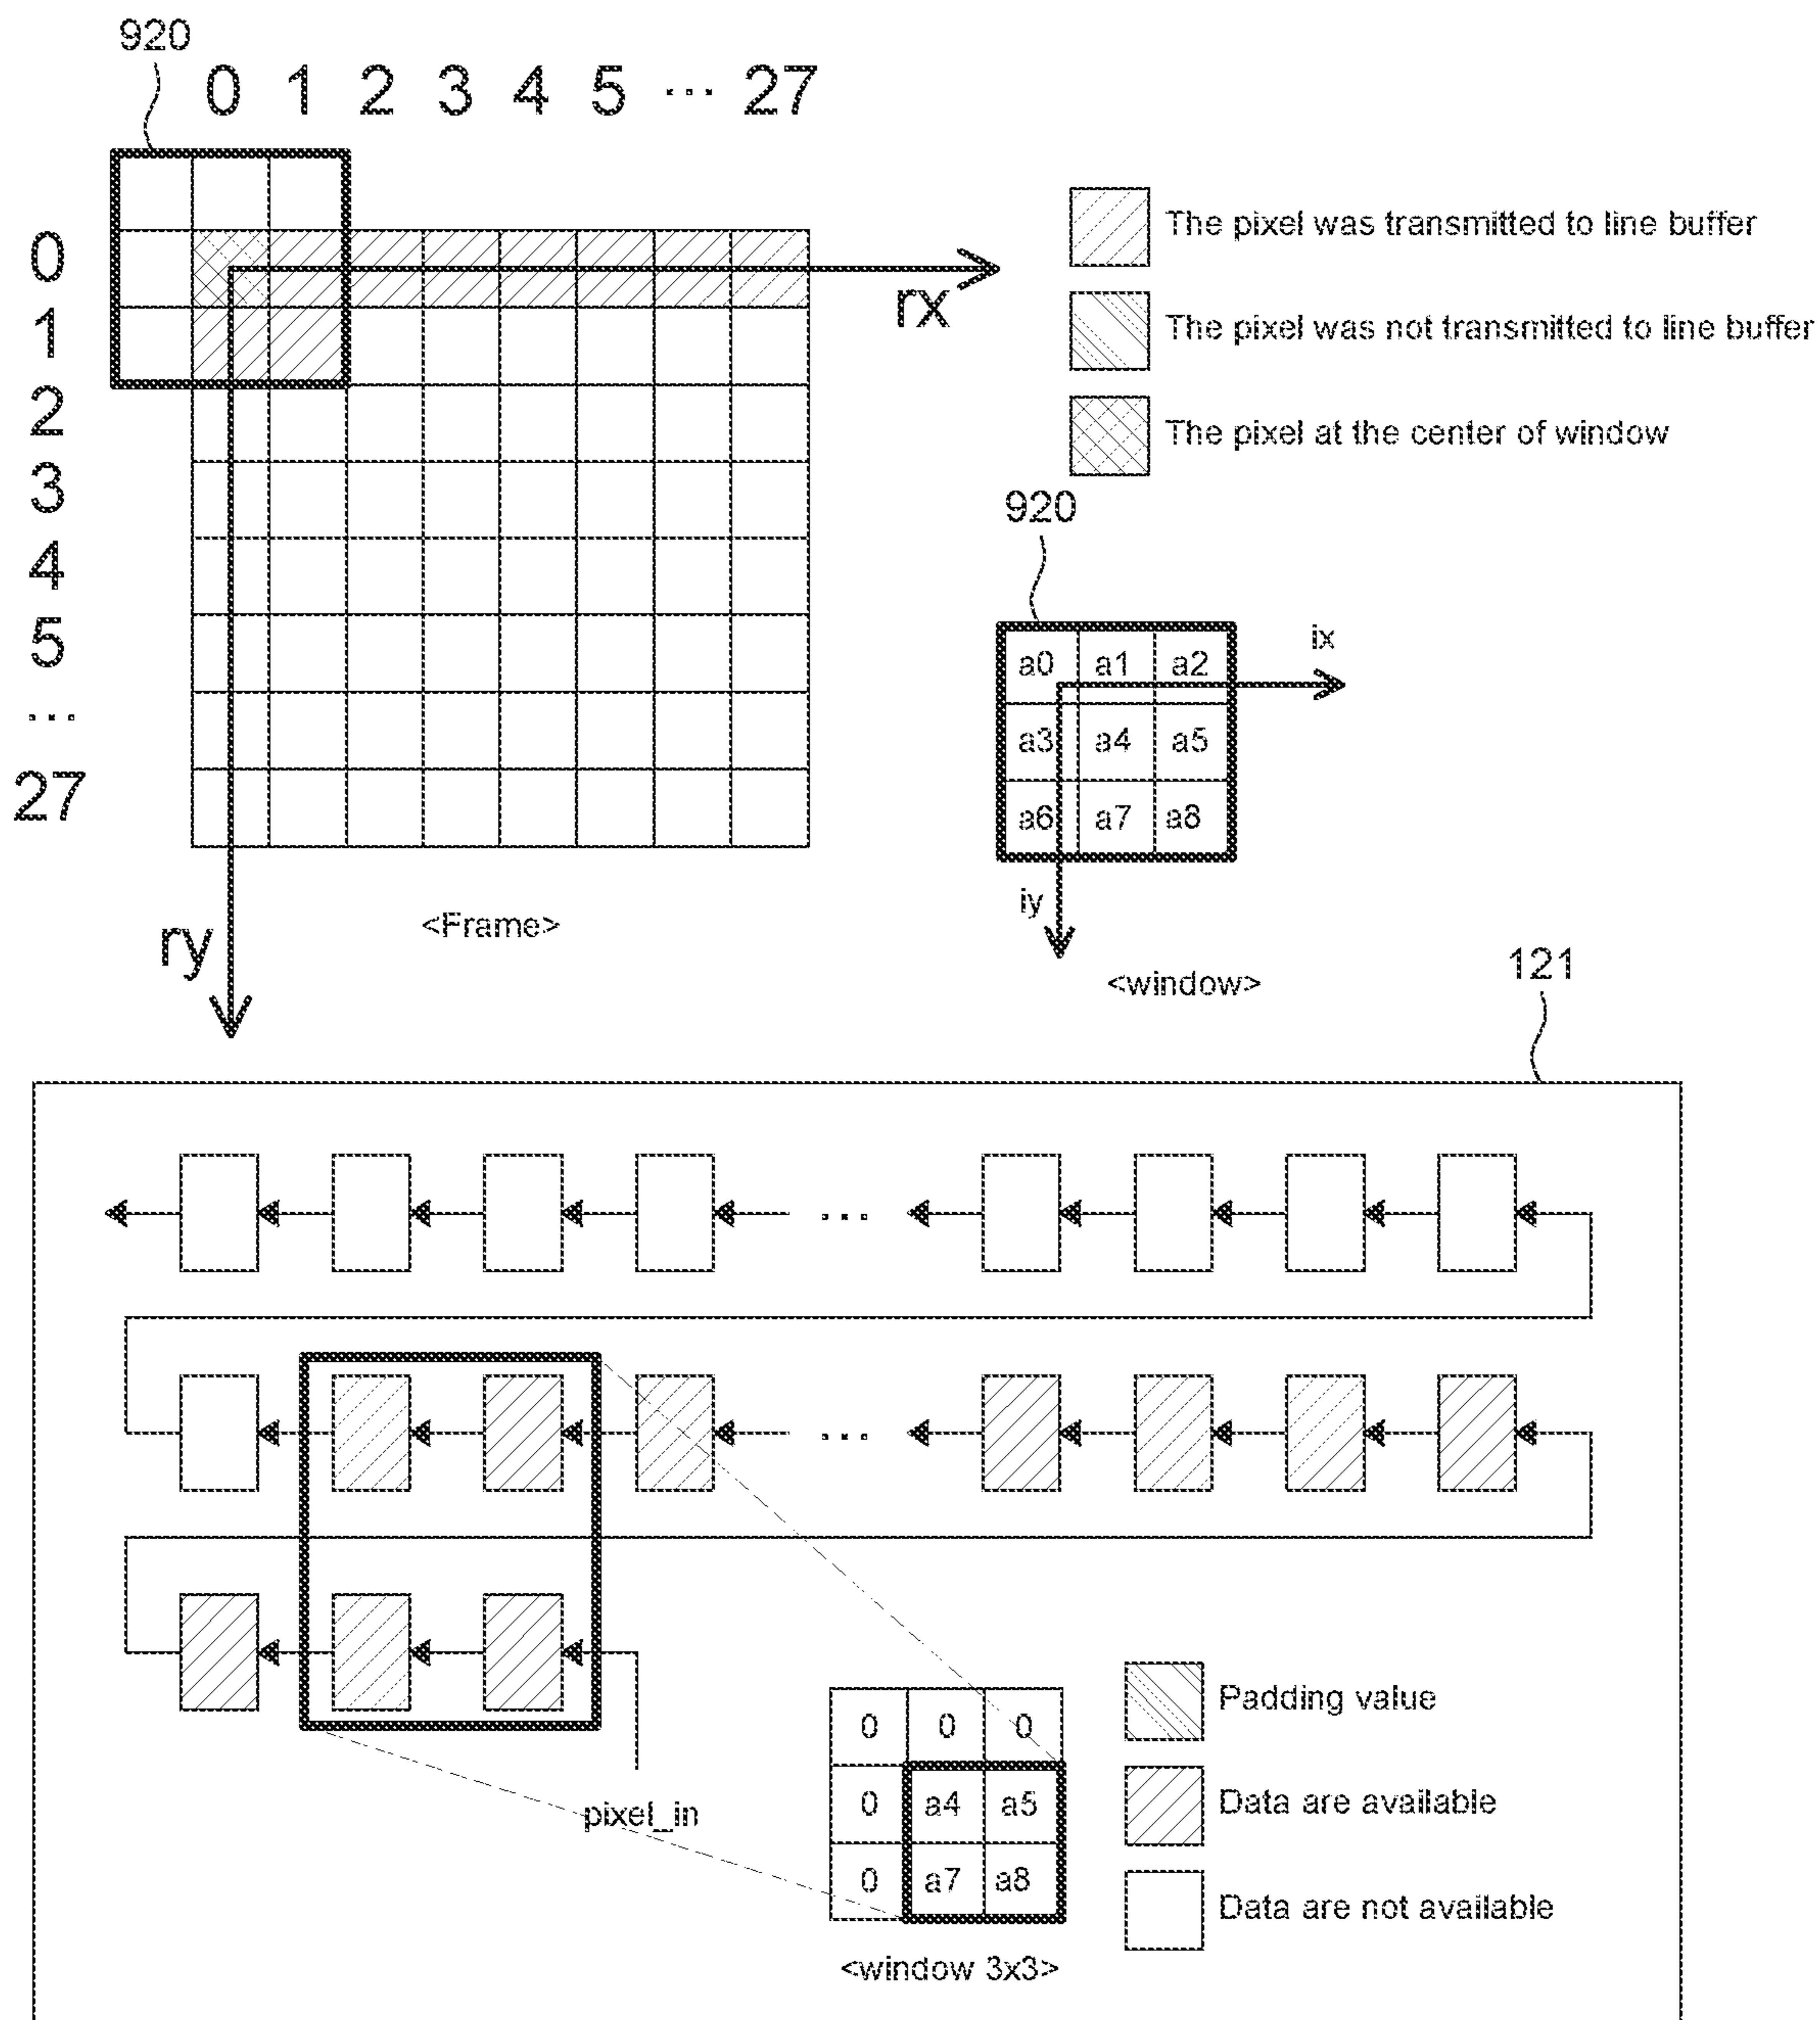 920
0 1 2 3 4 5 ... 27
0
1
2
3
4
5
...
27
rx
ry
<Frame>
The pixel was transmitted to line buffer
The pixel was not transmitted to line buffer
The pixel at the center of window
920
a0 a1 a2
a3 a4 a5
a6 a7 a8
ix
iy
<window>
121
...
...
pixel_in
0 0 0
0 a4 a5
0 a7 a8
<window 3x3>
Padding value
Data are available
Data are not available